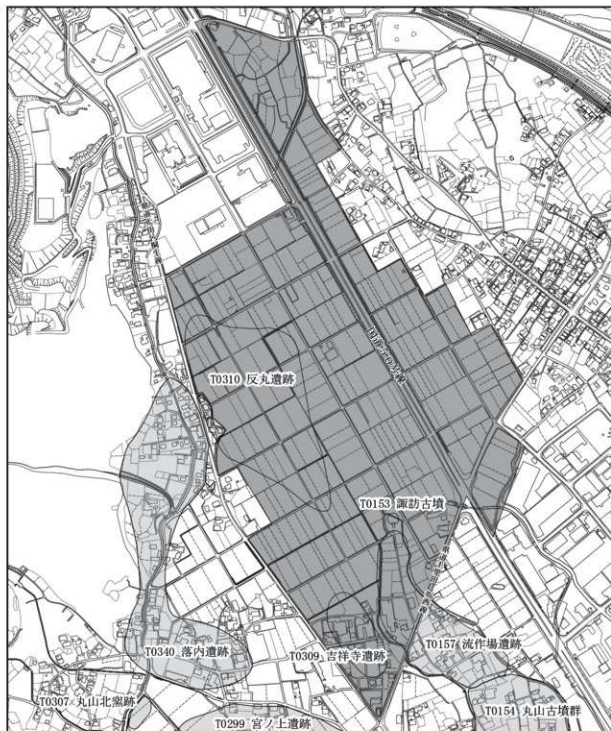 T0310 反丸遺跡
T0153 諏訪古墳
T0340 落内遺跡
T0309 吉祥寺遺跡
T0157 流作場遺跡
T0307 丸山北窯跡
T0299 宮ノ上遺跡
T0154 丸山古墳群